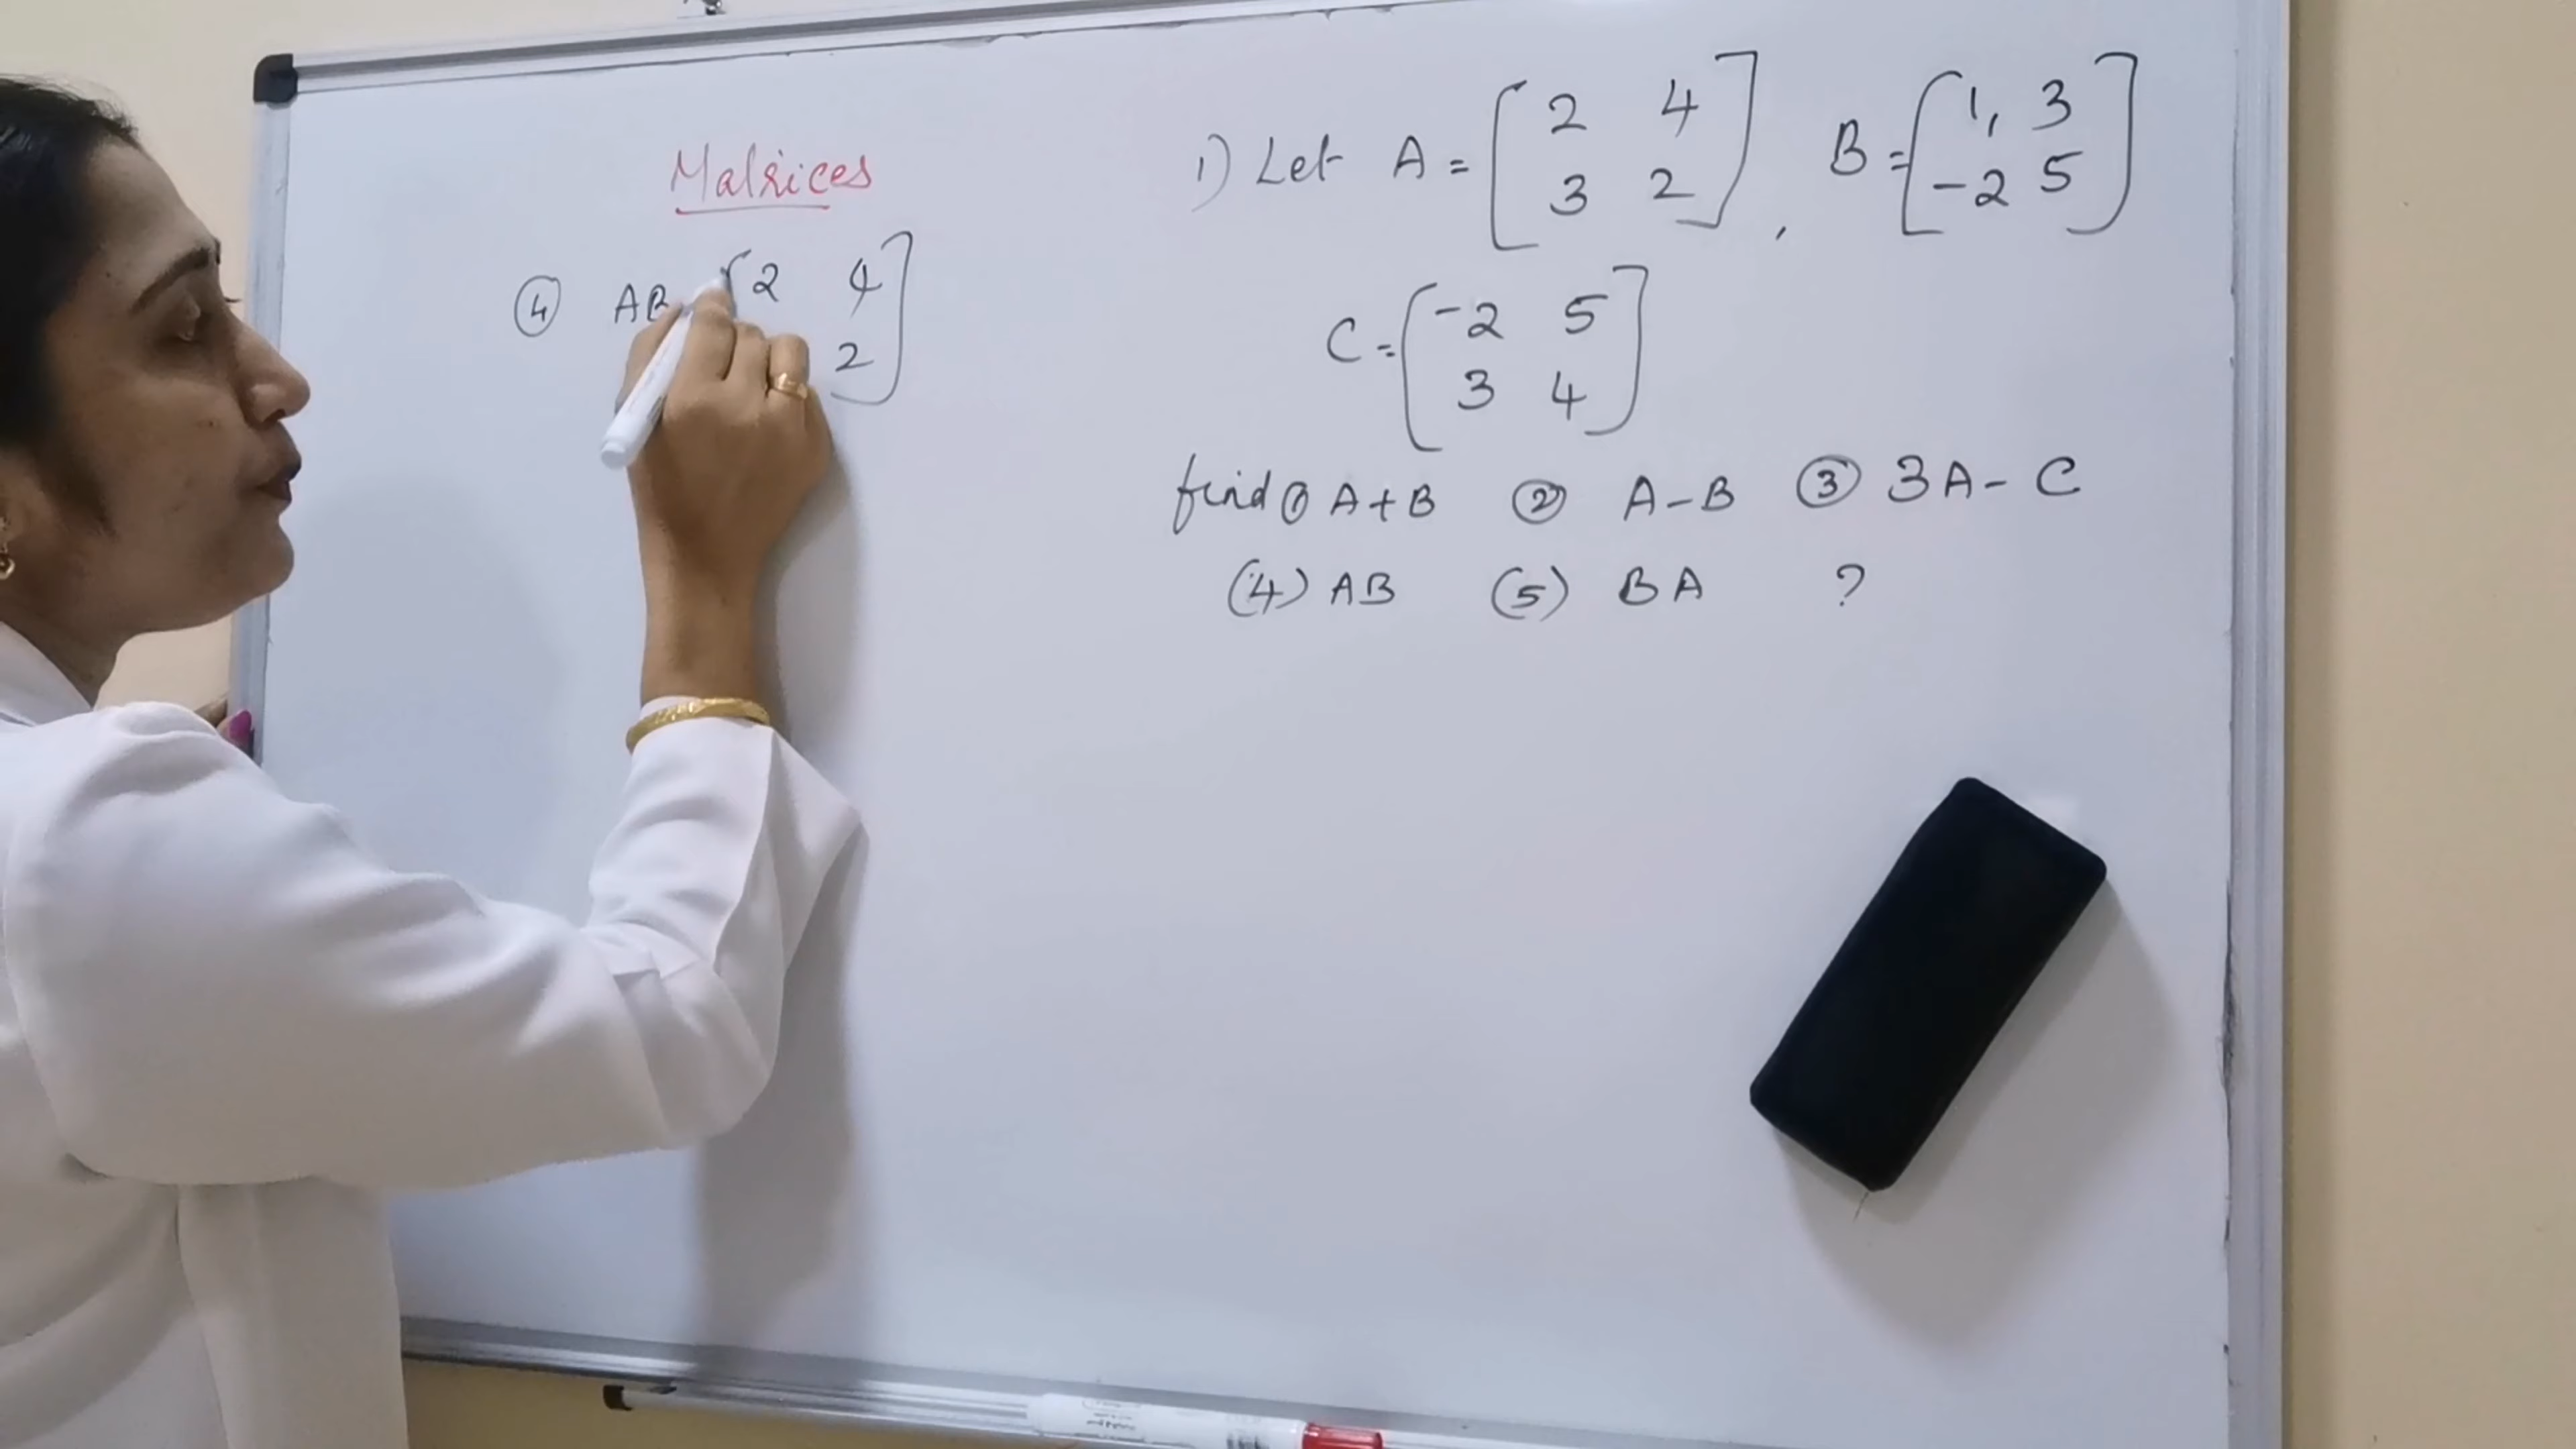 Matrices
④ AB [2 4]
2]
1) Let A = [2 4], B = [1, 3]
[3 2] [-2 5]
C = [-2 5]
[3 4]
find ① A+B ② A-B ③ 3A-C
(4) AB (5) BA ?